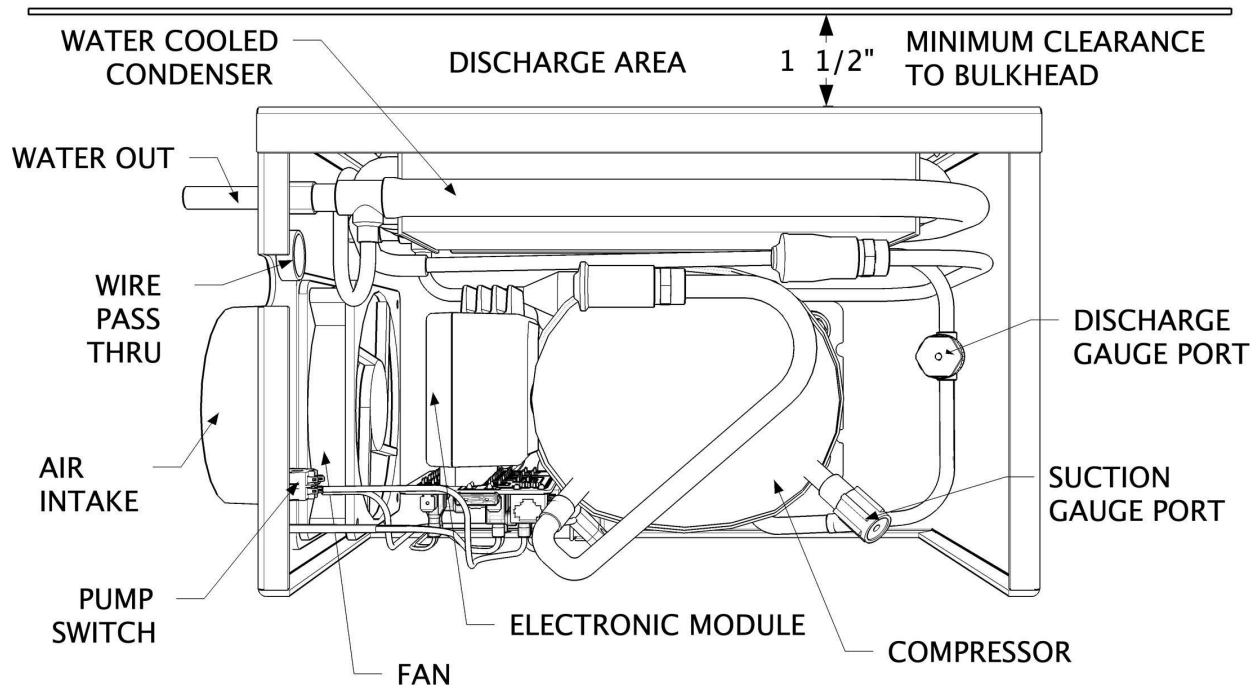 WATER COOLED
CONDENSER
DISCHARGE AREA
1 1/2"
MINIMUM CLEARANCE
TO BULKHEAD
WATER OUT
WIRE
PASS
THRU
DISCHARGE
GAUGE PORT
AIR
INTAKE
SUCTION
GAUGE PORT
PUMP
SWITCH
ELECTRONIC MODULE
COMPRESSOR
FAN